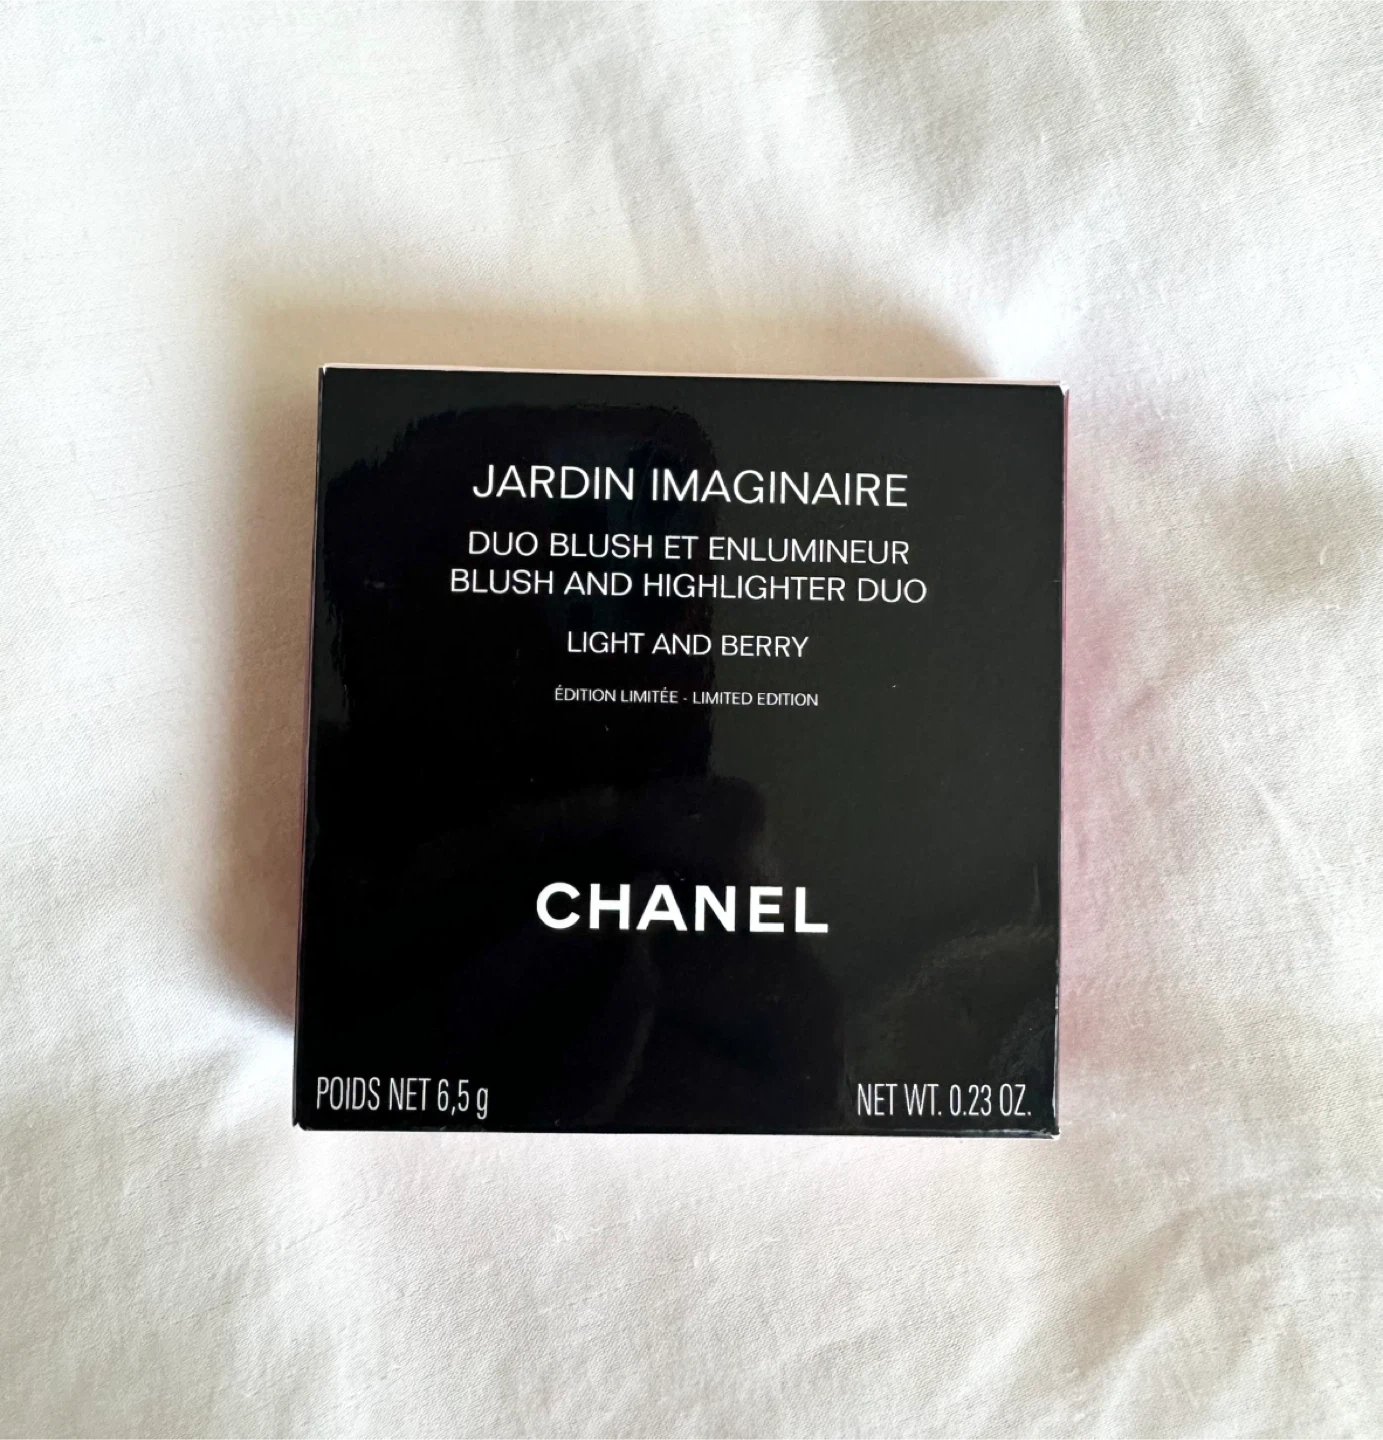 JARDIN IMAGINAIRE
DUO BLUSH ET ENLUMINEUR
BLUSH AND HIGHLIGHTER DUO
LIGHT AND BERRY
ÉDITION LIMITÉE - LIMITED EDITION
CHANEL
POIDS NET 6,5 g
NET WT. 0.23 OZ.